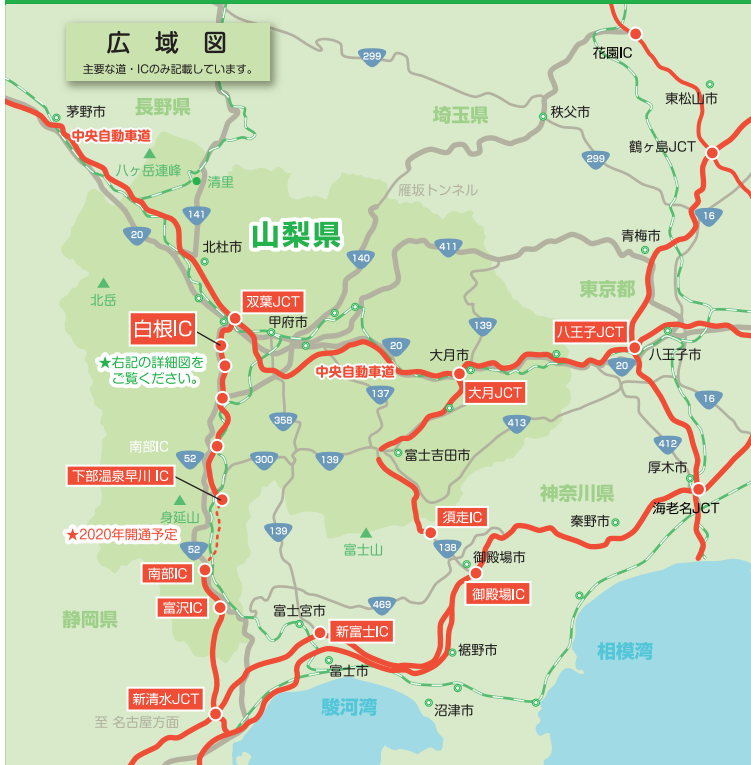 広域図
主要な道・ICのみ記載しています。
花園IC
299
東松山市
長野県
埼玉県
秩父市
茅野市
中央自動車道
鶴ヶ島JCT
八ヶ岳連峰
清里
299
雁坂トンネル
141
16
20
山梨県
北杜市
411
青梅市
140
東京都
北岳
双葉JCT
白根IC
甲府市
139
八王子JCT
20
大月市
八王子市
★右記の詳細図を
ご覧ください。
中央自動車道
20
大月JCT
137
16
358
413
南部IC
412
52
300
139
富士吉田市
厚木市
下部温泉早川IC
神奈川県
海老名JCT
身延山
須走IC
秦野市
★2020年開通予定
139
富士山
138
52
御殿場市
南部IC
御殿場IC
469
富沢IC
富士宮市
静岡県
新富士IC
裾野市
相模湾
富士市
新清水JCT
駿河湾
沼津市
至 名古屋方面